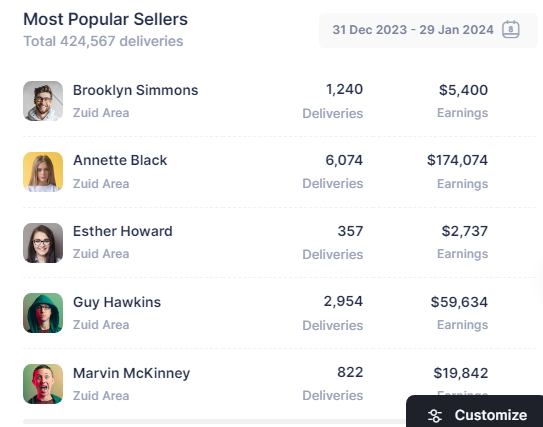 Most Popular Sellers
Total 424,567 deliveries
31 Dec 2023 - 29 Jan 2024
Brooklyn Simmons 1,240 $5,400
Zuid Area Deliveries Earnings
Annette Black 6,074 $174,074
Zuid Area Deliveries Earnings
Esther Howard 357 $2,737
Zuid Area Deliveries Earnings
Guy Hawkins 2,954 $59,634
Zuid Area Deliveries Earnings
Marvin McKinney 822 $19,842
Zuid Area Deliveries
Customize